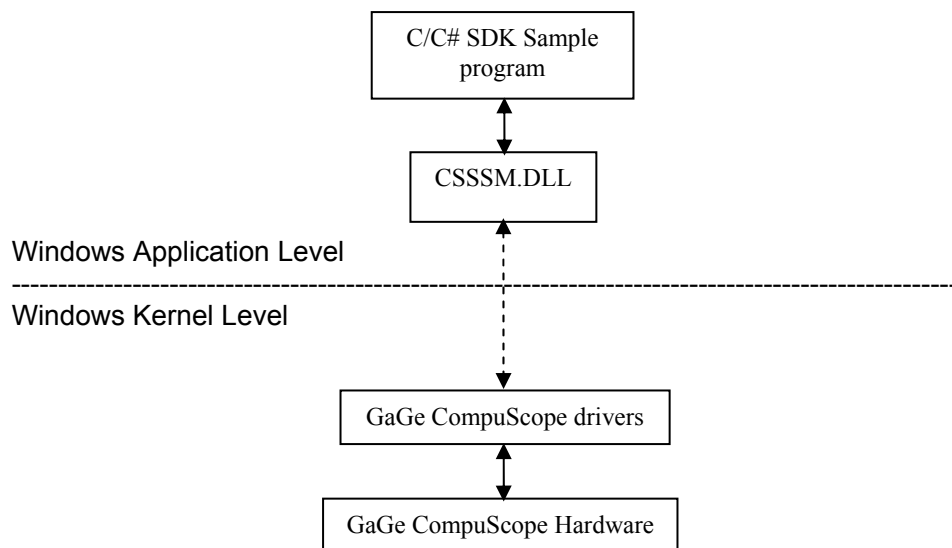 C/C# SDK Sample
program
CSSSM.DLL
Windows Application Level
Windows Kernel Level
GaGe CompuScope drivers
GaGe CompuScope Hardware